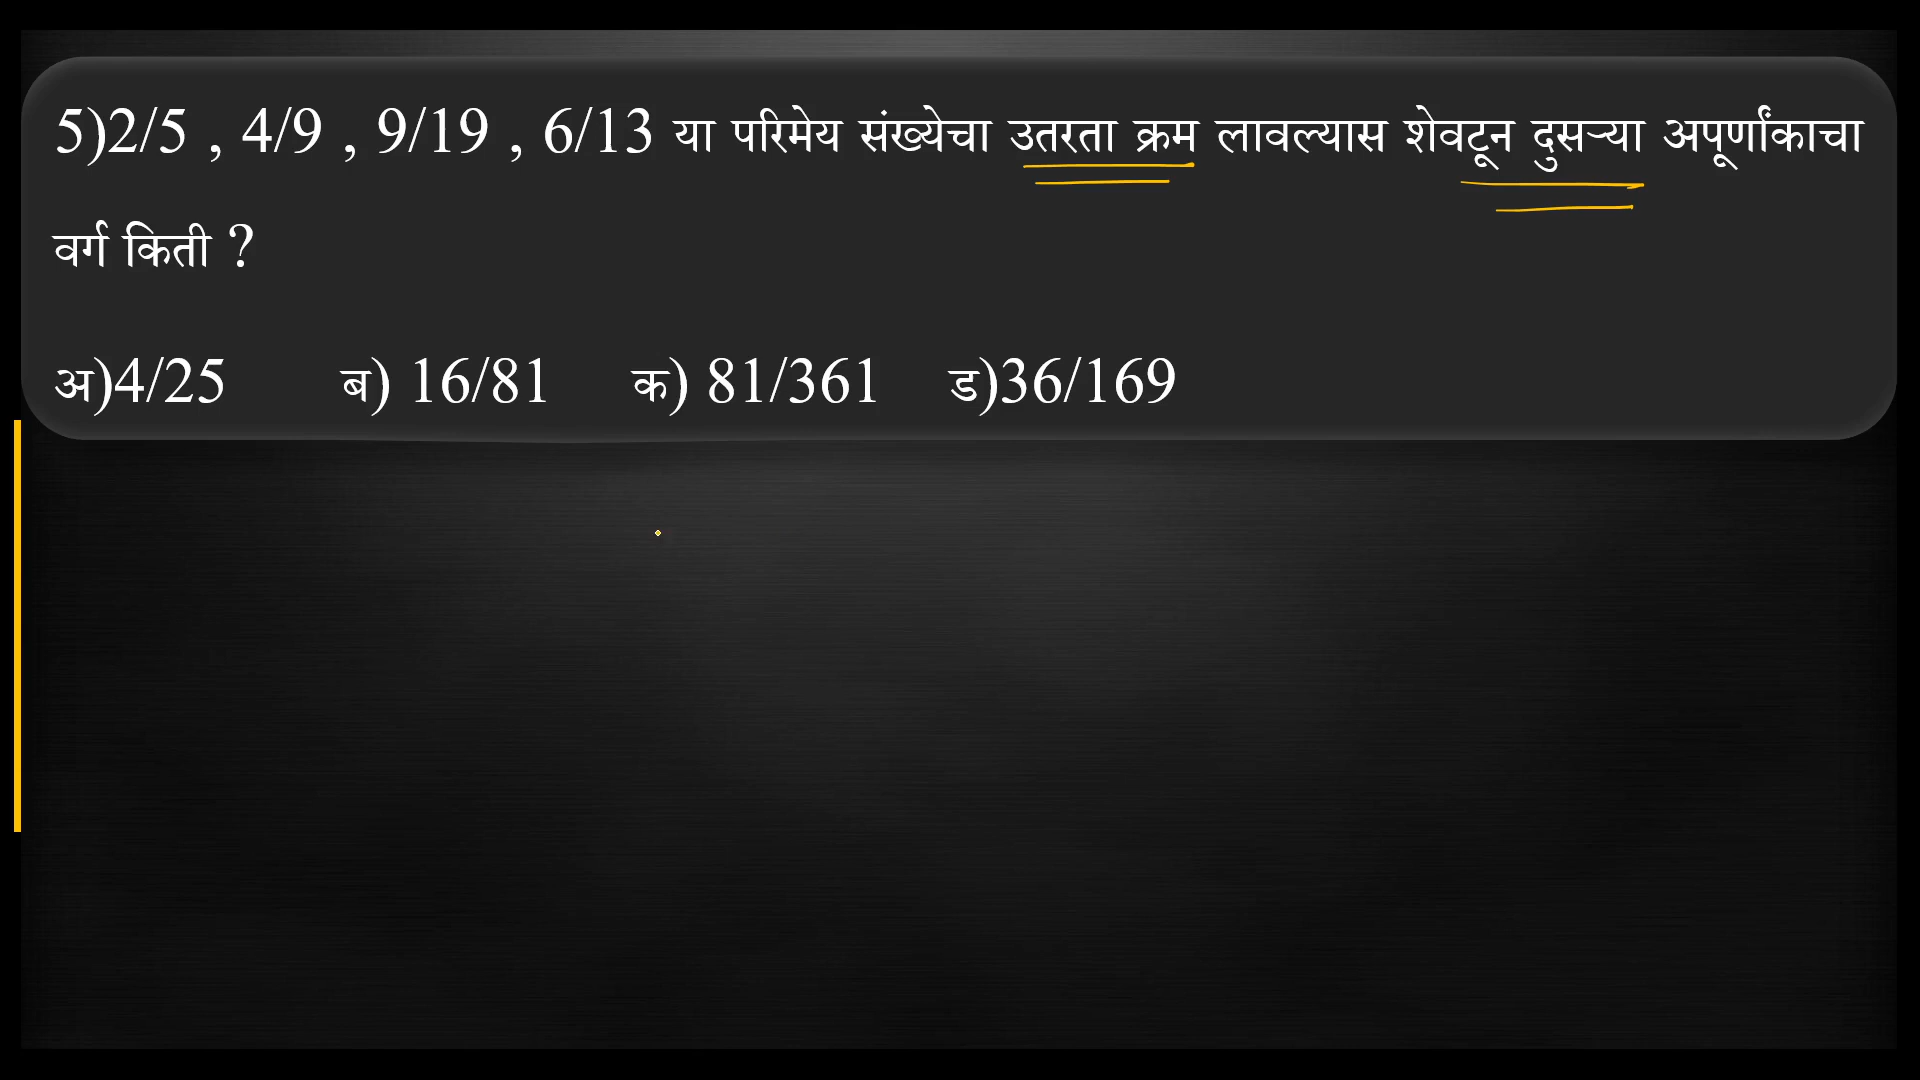 5)2/5 , 4/9 , 9/19 , 6/13 या परिमेय संख्येचा उतरता क्रम लावल्यास शेवटून दुसऱ्या अपूर्णांकाचा
वर्ग किती ?
अ)4/25 ब) 16/81 क) 81/361 ड)36/169